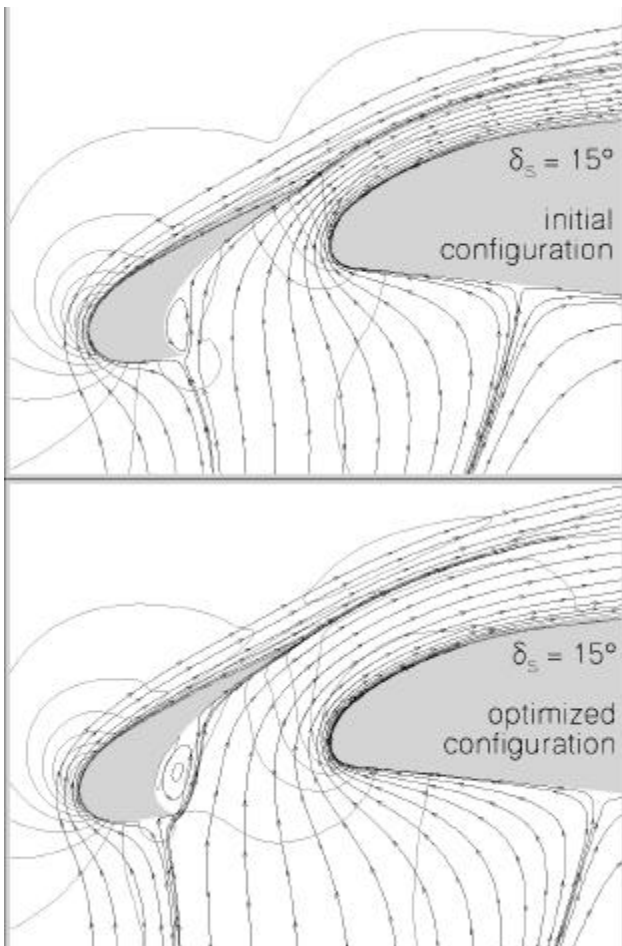 δs = 15°
initial
configuration
δs = 15°
optimized
configuration